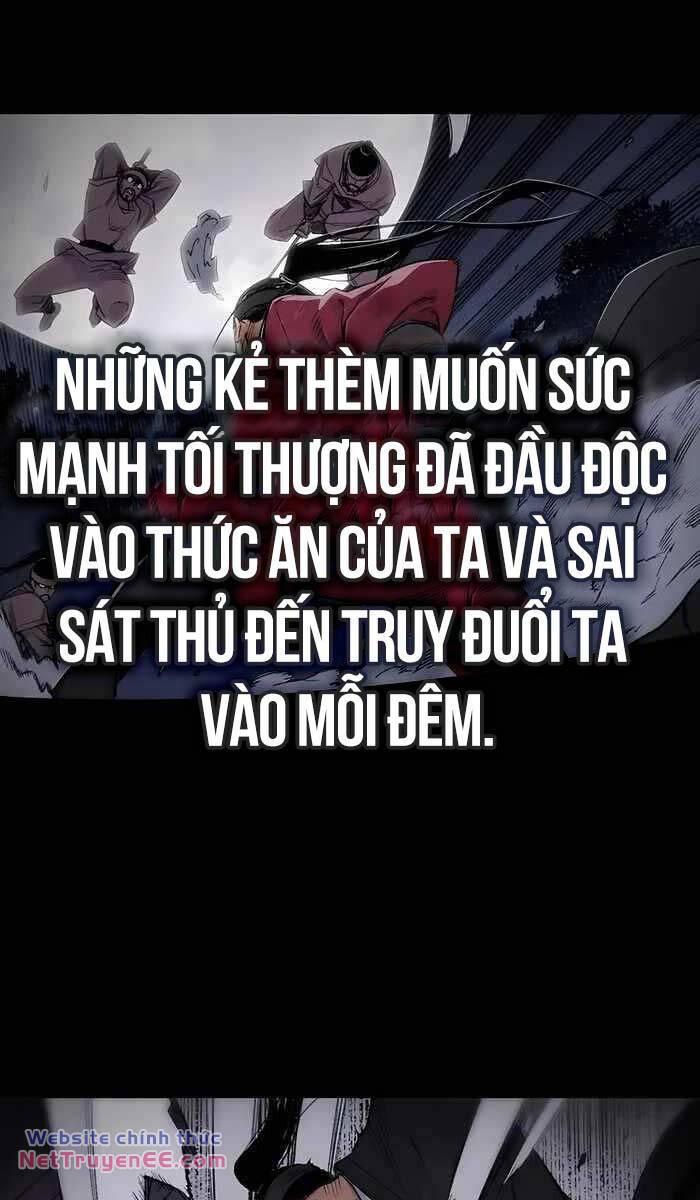 NHỮNG KẺ THÈM MUỐN SỨC
MẠNH TỐI THƯỢNG ĐÃ ĐẦU ĐỘC
VÀO THỨC ĂN CỦA TA VÀ SAI
SÁT THỦ ĐẾN TRUY ĐUỔI TA
VÀO MỖI ĐÊM.
Website chính thức
NetTruyenEE.com